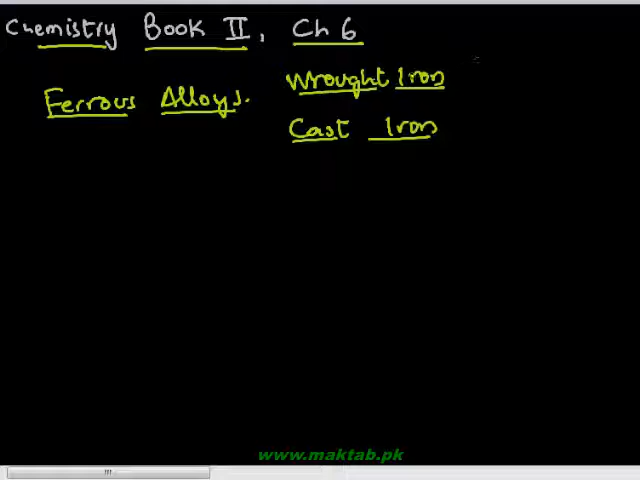 Chemistry Book II, Ch 6
Ferrous Alloys.
Wrought Iron
Cast Iron
www.maktab.pk